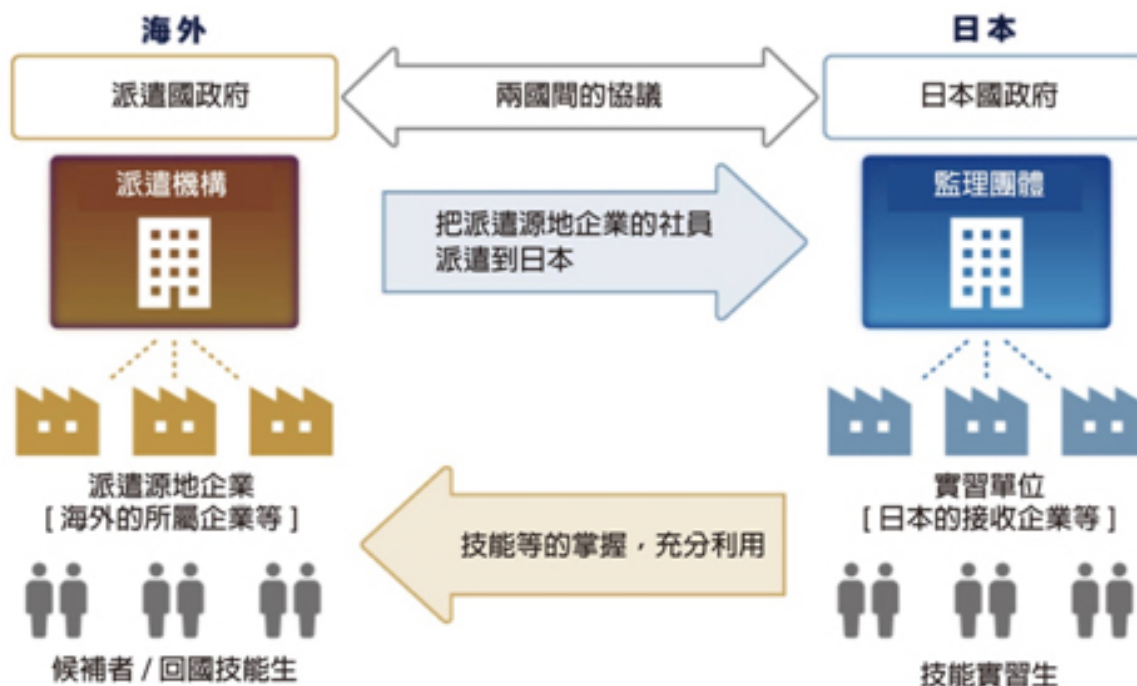 海外
日本
派遣國政府
兩國間的協議
日本國政府
派遣機構
監理團體
把派遣源地企業的社員
派遣到日本
派遣源地企業
[ 海外的所屬企業等 ]
實習單位
[ 日本的接收企業等 ]
技能等的掌握，充分利用
候補者 / 回國技能生
技能實習生